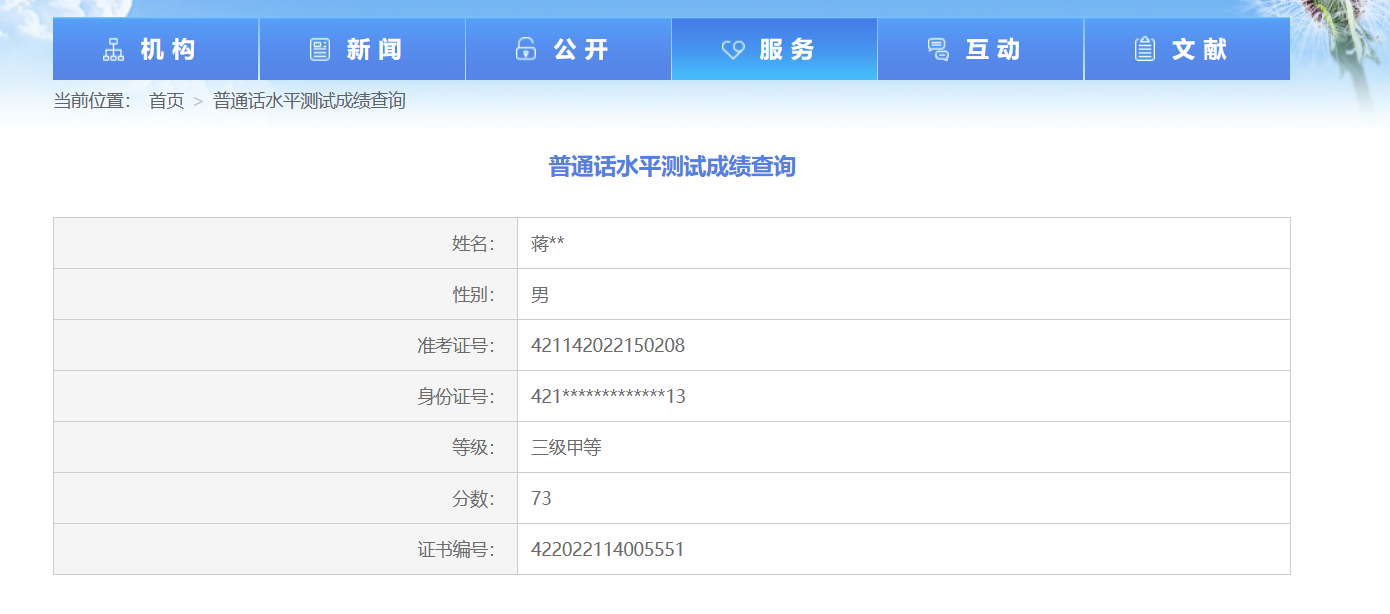 机构 新闻 公开 服务 互动 文献
当前位置： 首页 > 普通话水平测试成绩查询
普通话水平测试成绩查询
姓名： 蒋**
性别： 男
准考证号： 421142022150208
身份证号： 421*************13
等级： 三级甲等
分数： 73
证书编号： 422022114005551